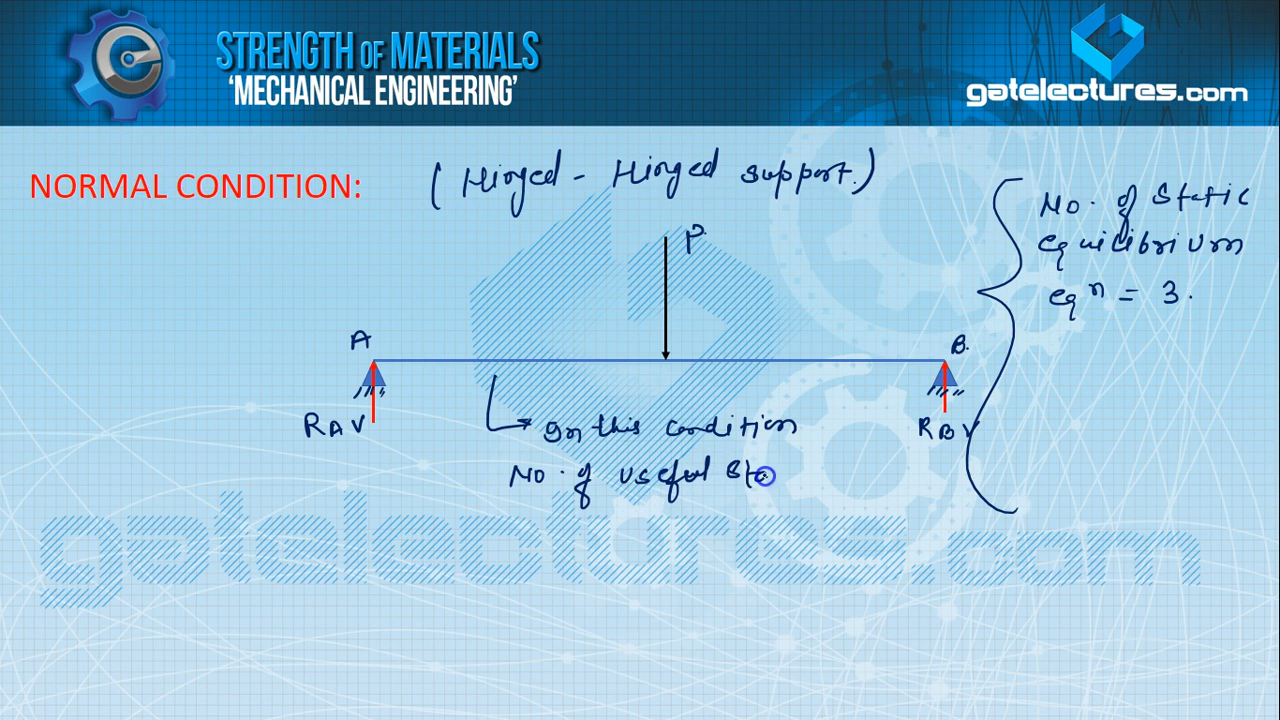 STRENGTH OF MATERIALS
'MECHANICAL ENGINEERING'
gatelectures.com
NORMAL CONDITION:
(Hinged - Hinged support.)
No. of static
equilibrium
eqⁿ = 3.
P.
A
B.
RAV
RBV
In this condition
No. of useful sta
gatelectures.com